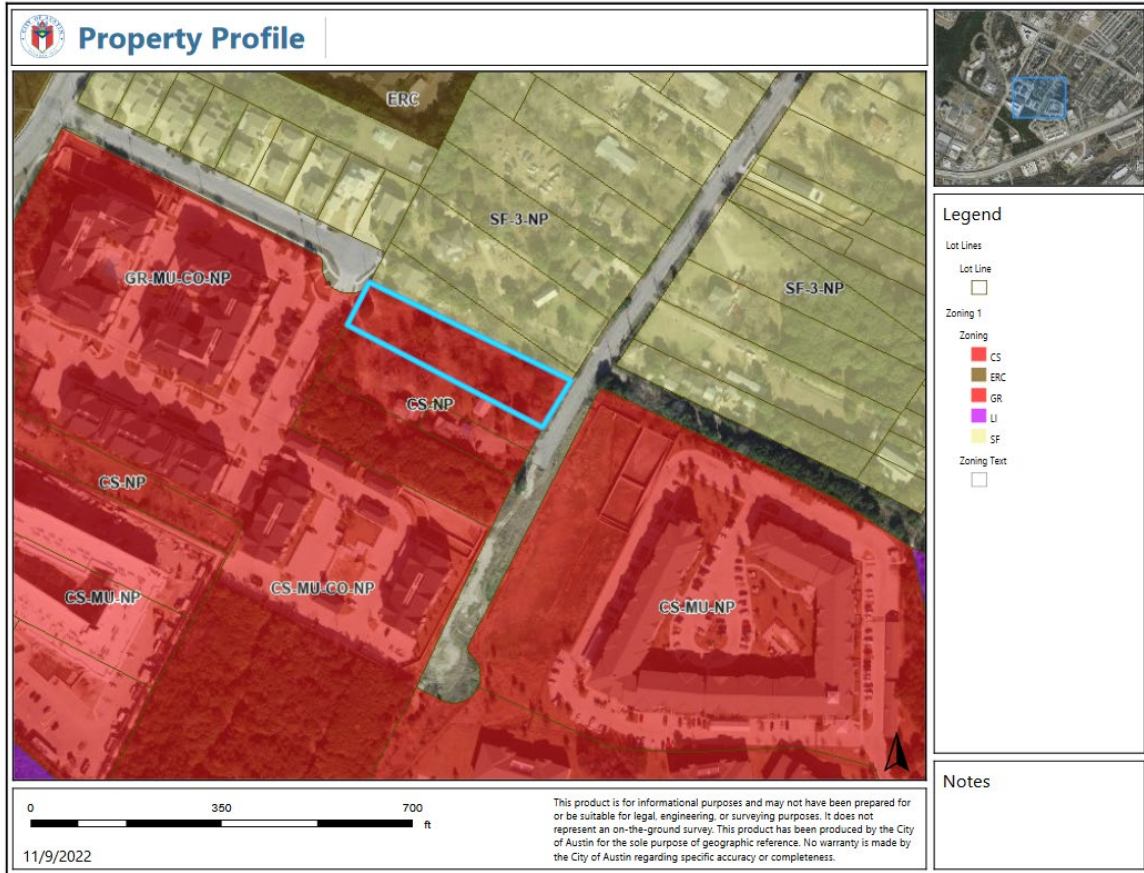 Property Profile
ERC
SF-3-NP
GR-MU-CO-NP
SF-3-NP
CS-NP
CS-NP
CS-MU-CO-NP
CS-MU-NP
CS-MU-NP
Legend
Lot Lines
Lot Line
Zoning 1
Zoning
CS
ERC
GR
LI
SF
Zoning Text
Notes
0 350 700
ft
11/9/2022
This product is for informational purposes and may not have been prepared for
or be suitable for legal, engineering, or surveying purposes. It does not
represent an on-the-ground survey. This product has been produced by the City
of Austin for the sole purpose of geographic reference. No warranty is made by
the City of Austin regarding specific accuracy or completeness.